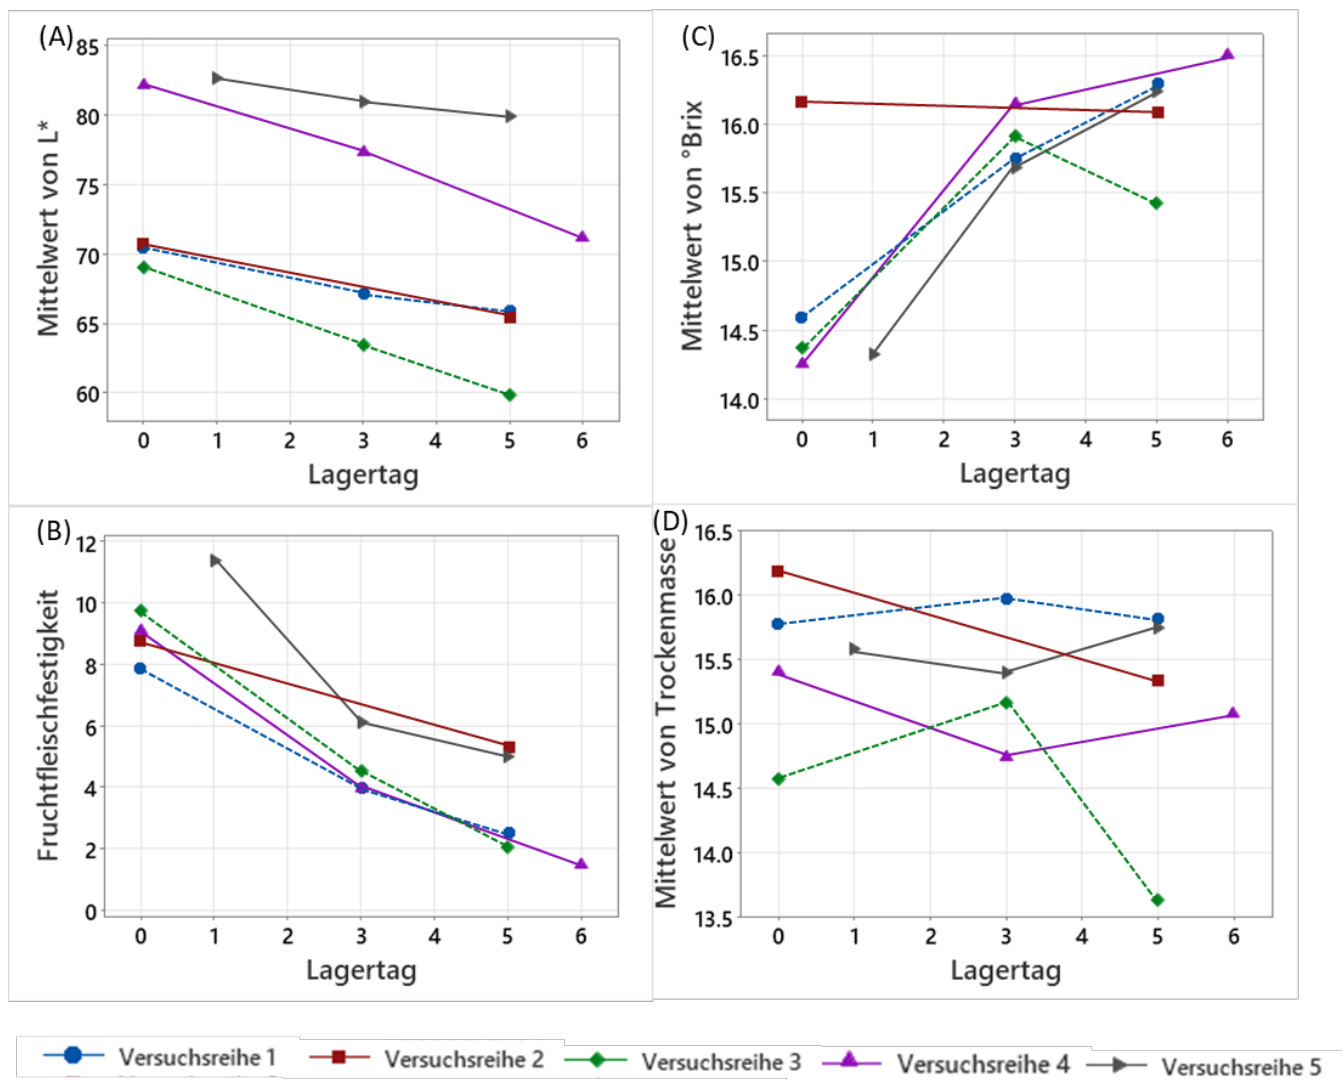 (A)
85
80
75
70
65
60
Mittelwert von L*
0 1 2 3 4 5 6
Lagertag
(C)
16.5
16.0
15.5
15.0
14.5
14.0
Mittelwert von °Brix
0 1 2 3 4 5 6
Lagertag
(B)
12
10
8
6
4
2
0
Fruchtfleischfestigkeit
0 1 2 3 4 5 6
Lagertag
(D)
16.5
16.0
15.5
15.0
14.5
14.0
13.5
Mittelwert von Trockenmasse
0 1 2 3 4 5 6
Lagertag
Versuchsreihe 1 Versuchsreihe 2 Versuchsreihe 3 Versuchsreihe 4 Versuchsreihe 5